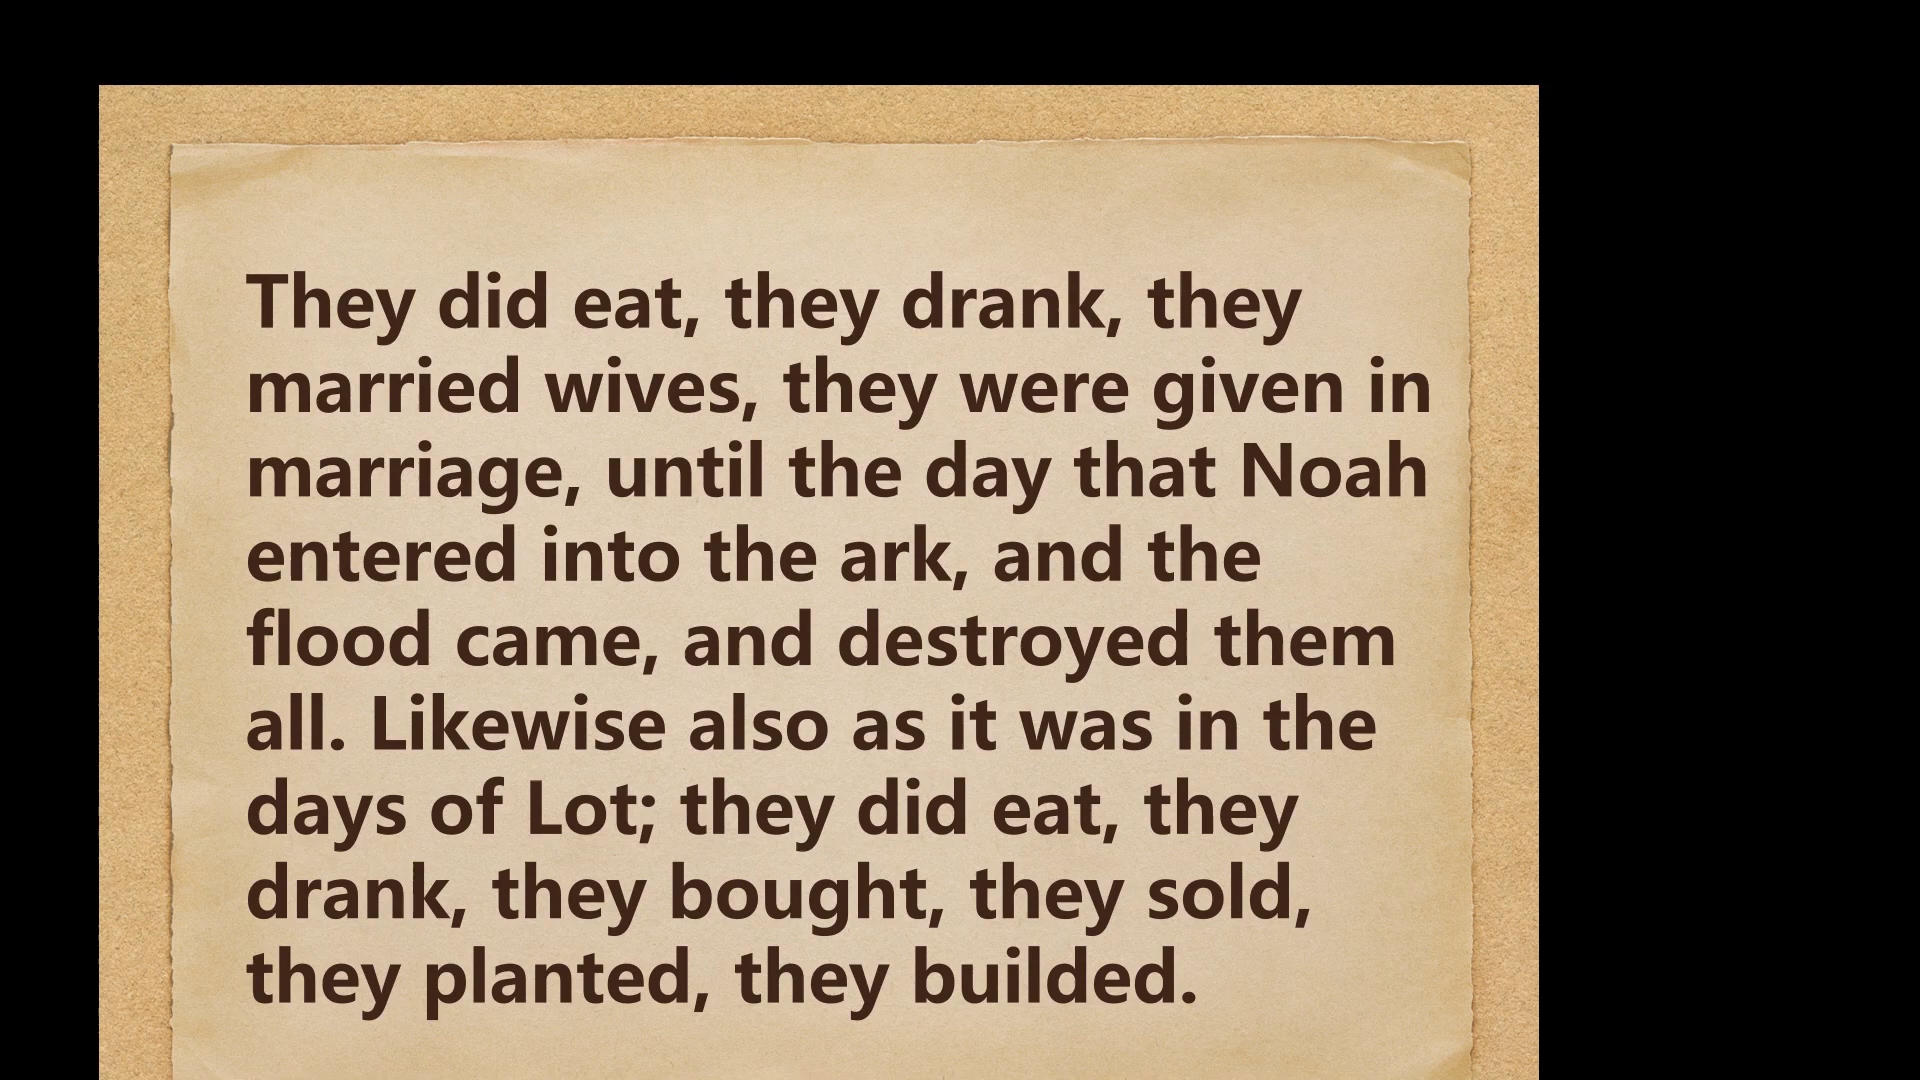 They did eat, they drank, they
married wives, they were given in
marriage, until the day that Noah
entered into the ark, and the
flood came, and destroyed them
all. Likewise also as it was in the
days of Lot; they did eat, they
drank, they bought, they sold,
they planted, they builded.